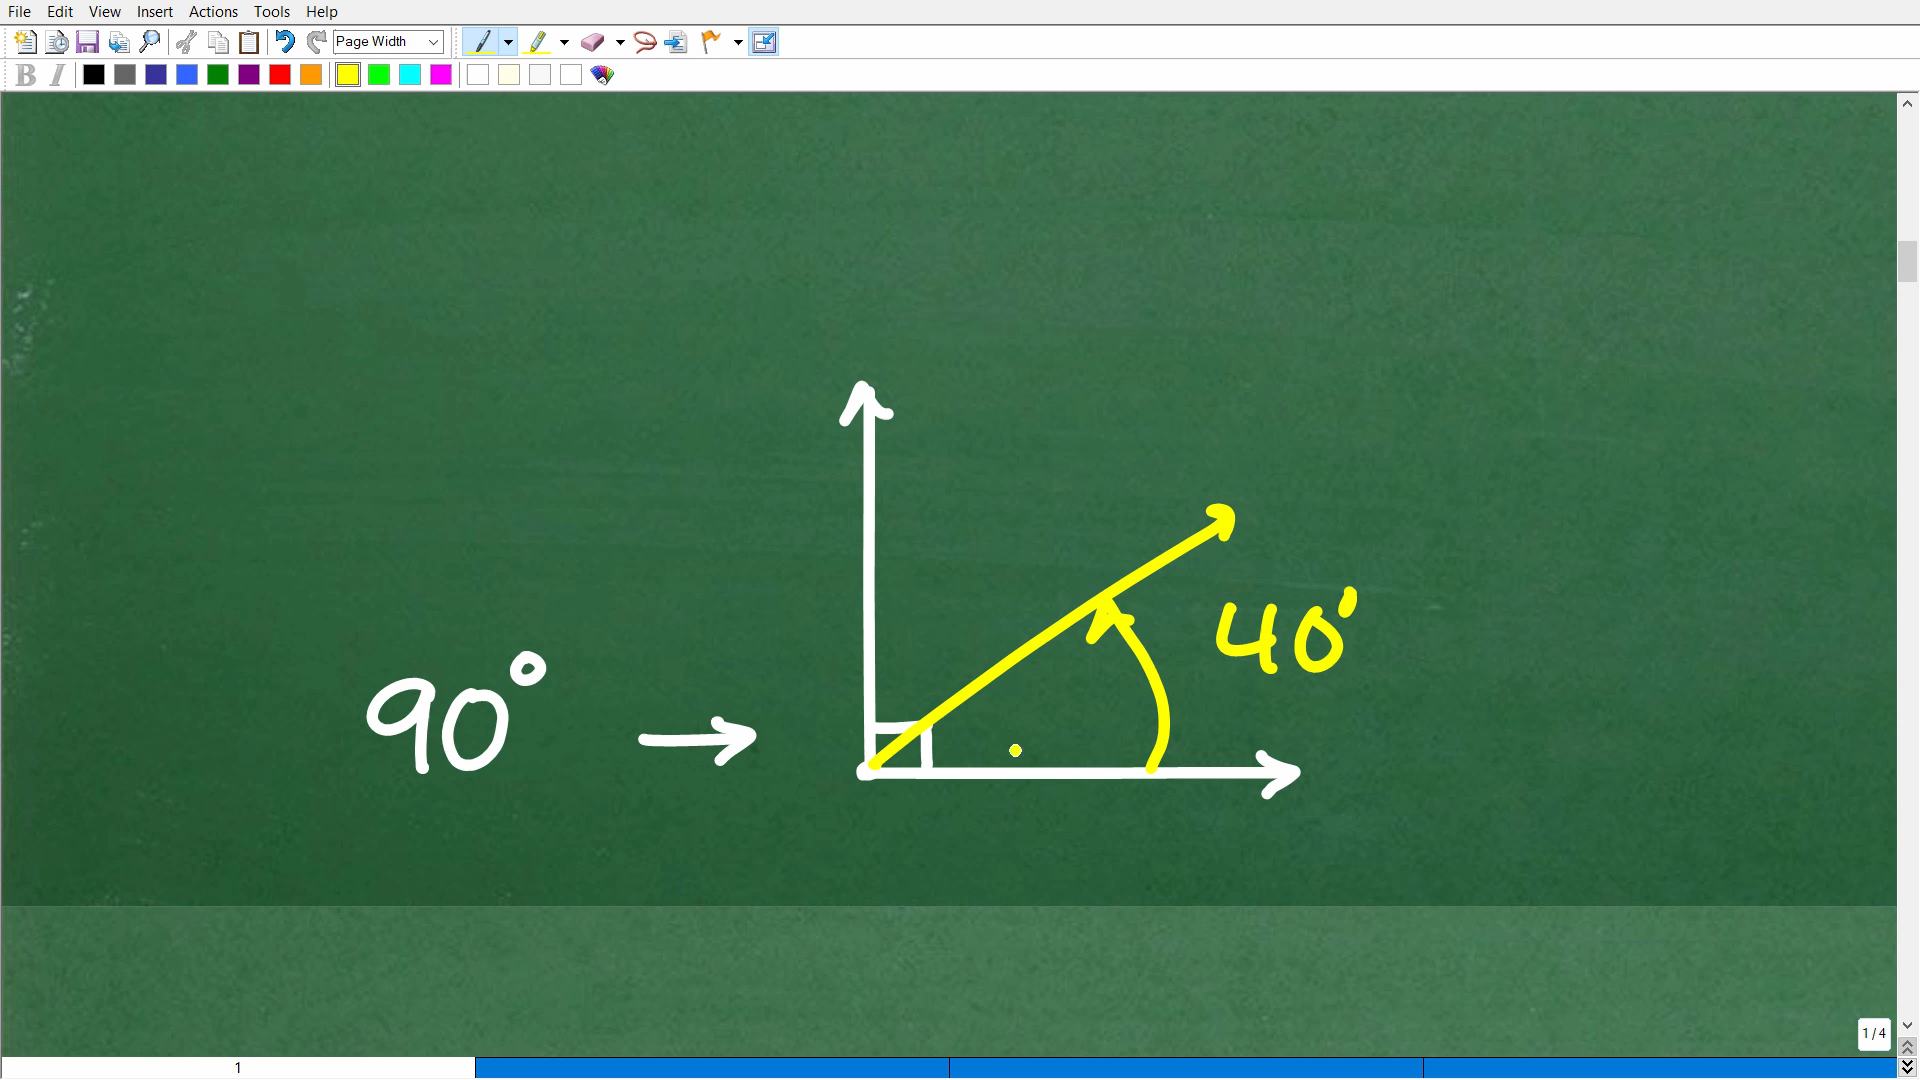 File Edit View Insert Actions Tools Help
Page Width
B I
40'
90°
1 / 4
1